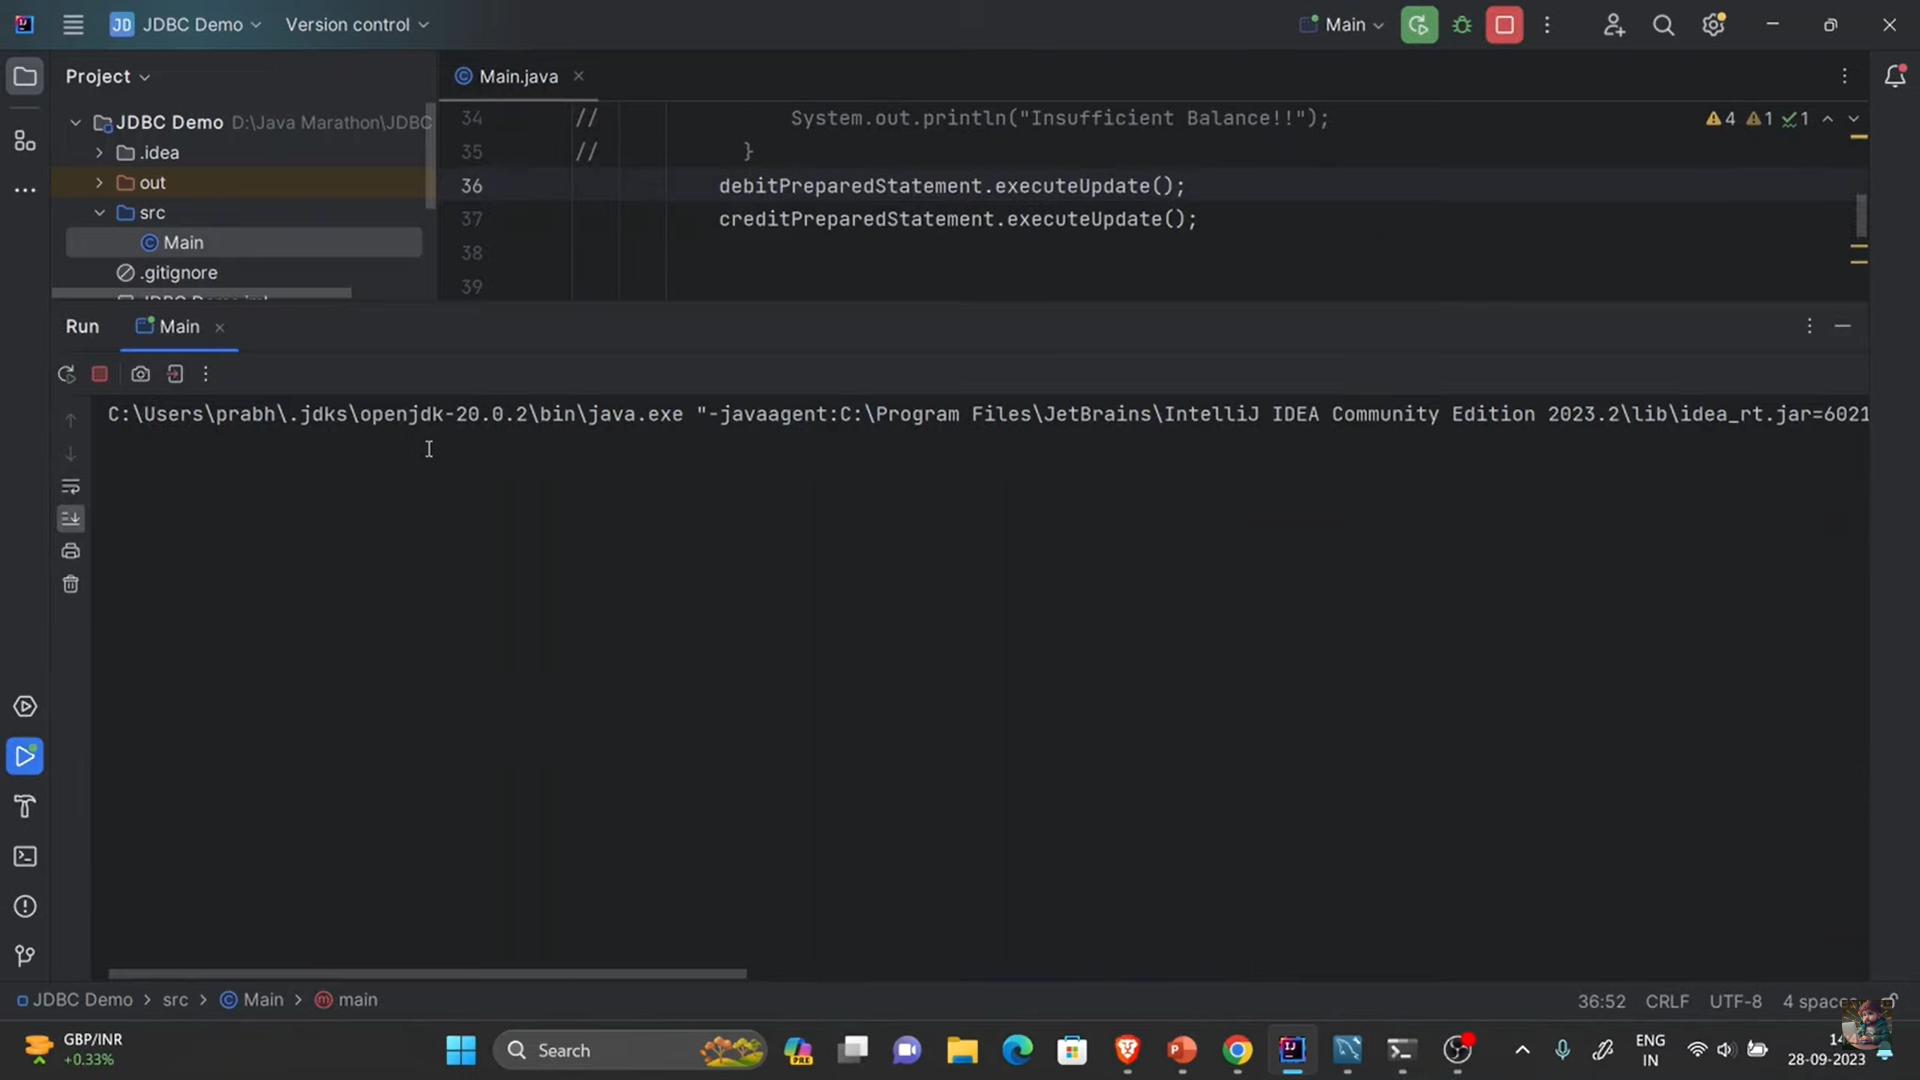 JD JDBC Demo Version control Main
Project
Main.java
JDBC Demo D:\Java Marathon\JDBC
.idea
out
src
Main
.gitignore
34 // System.out.println("Insufficient Balance!!"); 4 1 1
35 // }
36 debitPreparedStatement.executeUpdate();
37 creditPreparedStatement.executeUpdate();
38
39
Run Main
C:\Users\prabh\.jdks\openjdk-20.0.2\bin\java.exe "-javaagent:C:\Program Files\JetBrains\IntelliJ IDEA Community Edition 2023.2\lib\idea_rt.jar=6021
JDBC Demo > src > Main > main 36:52 CRLF UTF-8 4
GBP/INR
+0.33%
Search
PRE
ENG
IN
28-09-2023